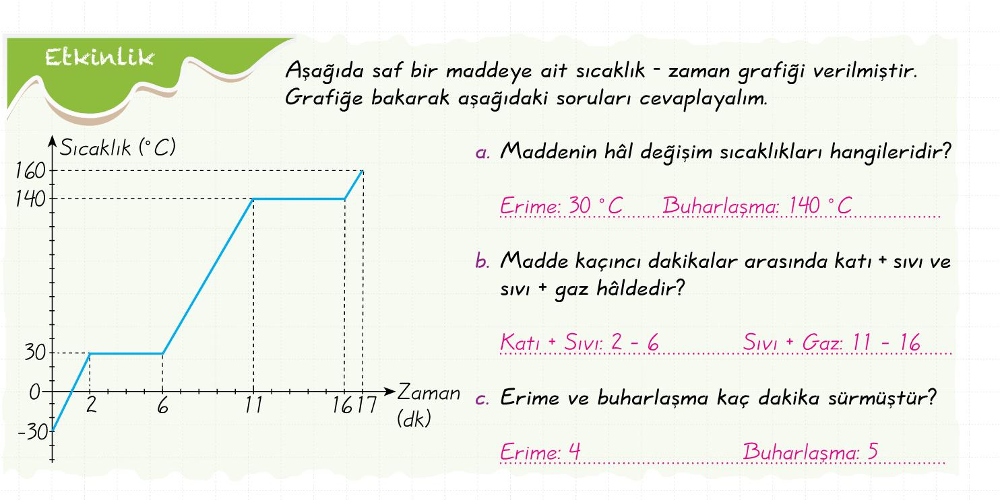 Etkinlik
Aşağıda saf bir maddeye ait sıcaklık - zaman grafiği verilmiştir.
Grafiğe bakarak aşağıdaki soruları cevaplayalım.
Sıcaklık (°C)
160
140
30
0
-30
2 6 11 16 17
Zaman
(dk)
a. Maddenin hâl değişim sıcaklıkları hangileridir?
Erime: 30 °C Buharlaşma: 140 °C
b. Madde kaçıncı dakikalar arasında katı + sıvı ve
sıvı + gaz hâldedir?
Katı + Sıvı: 2 - 6 Sıvı + Gaz: 11 - 16
c. Erime ve buharlaşma kaç dakika sürmüştür?
Erime: 4 Buharlaşma: 5